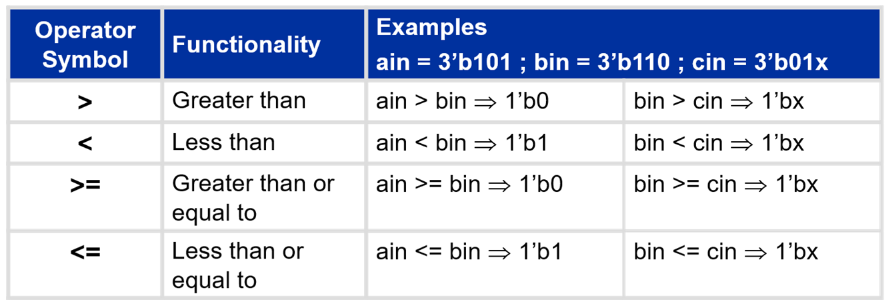 Operator Symbol
Functionality
Examples
ain = 3’b101 ; bin = 3’b110 ; cin = 3’b01x
>
Greater than
ain > bin ⇒ 1’b0
bin > cin ⇒ 1’bx
<
Less than
ain < bin ⇒ 1’b1
bin < cin ⇒ 1’bx
>=
Greater than or
equal to
ain >= bin ⇒ 1’b0
bin >= cin ⇒ 1’bx
<=
Less than or
equal to
ain <= bin ⇒ 1’b1
bin <= cin ⇒ 1’bx